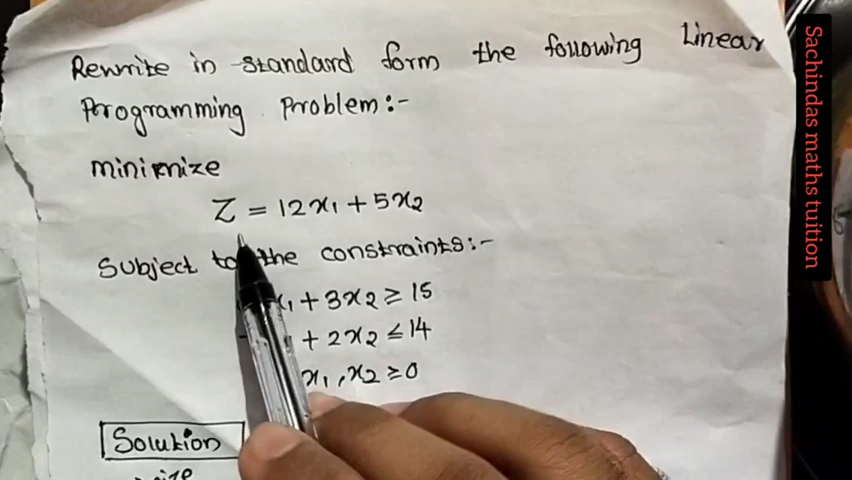 Rewrite in standard form the following Linear
Programming Problem:-
Minimize
Z = 12x₁ + 5x₂
Subject to the constraints:-
x₁ + 3x₂ ≥ 15
+ 2x₂ ≤ 14
x₁, x₂ ≥ 0
Solution
Sachindas maths tuition